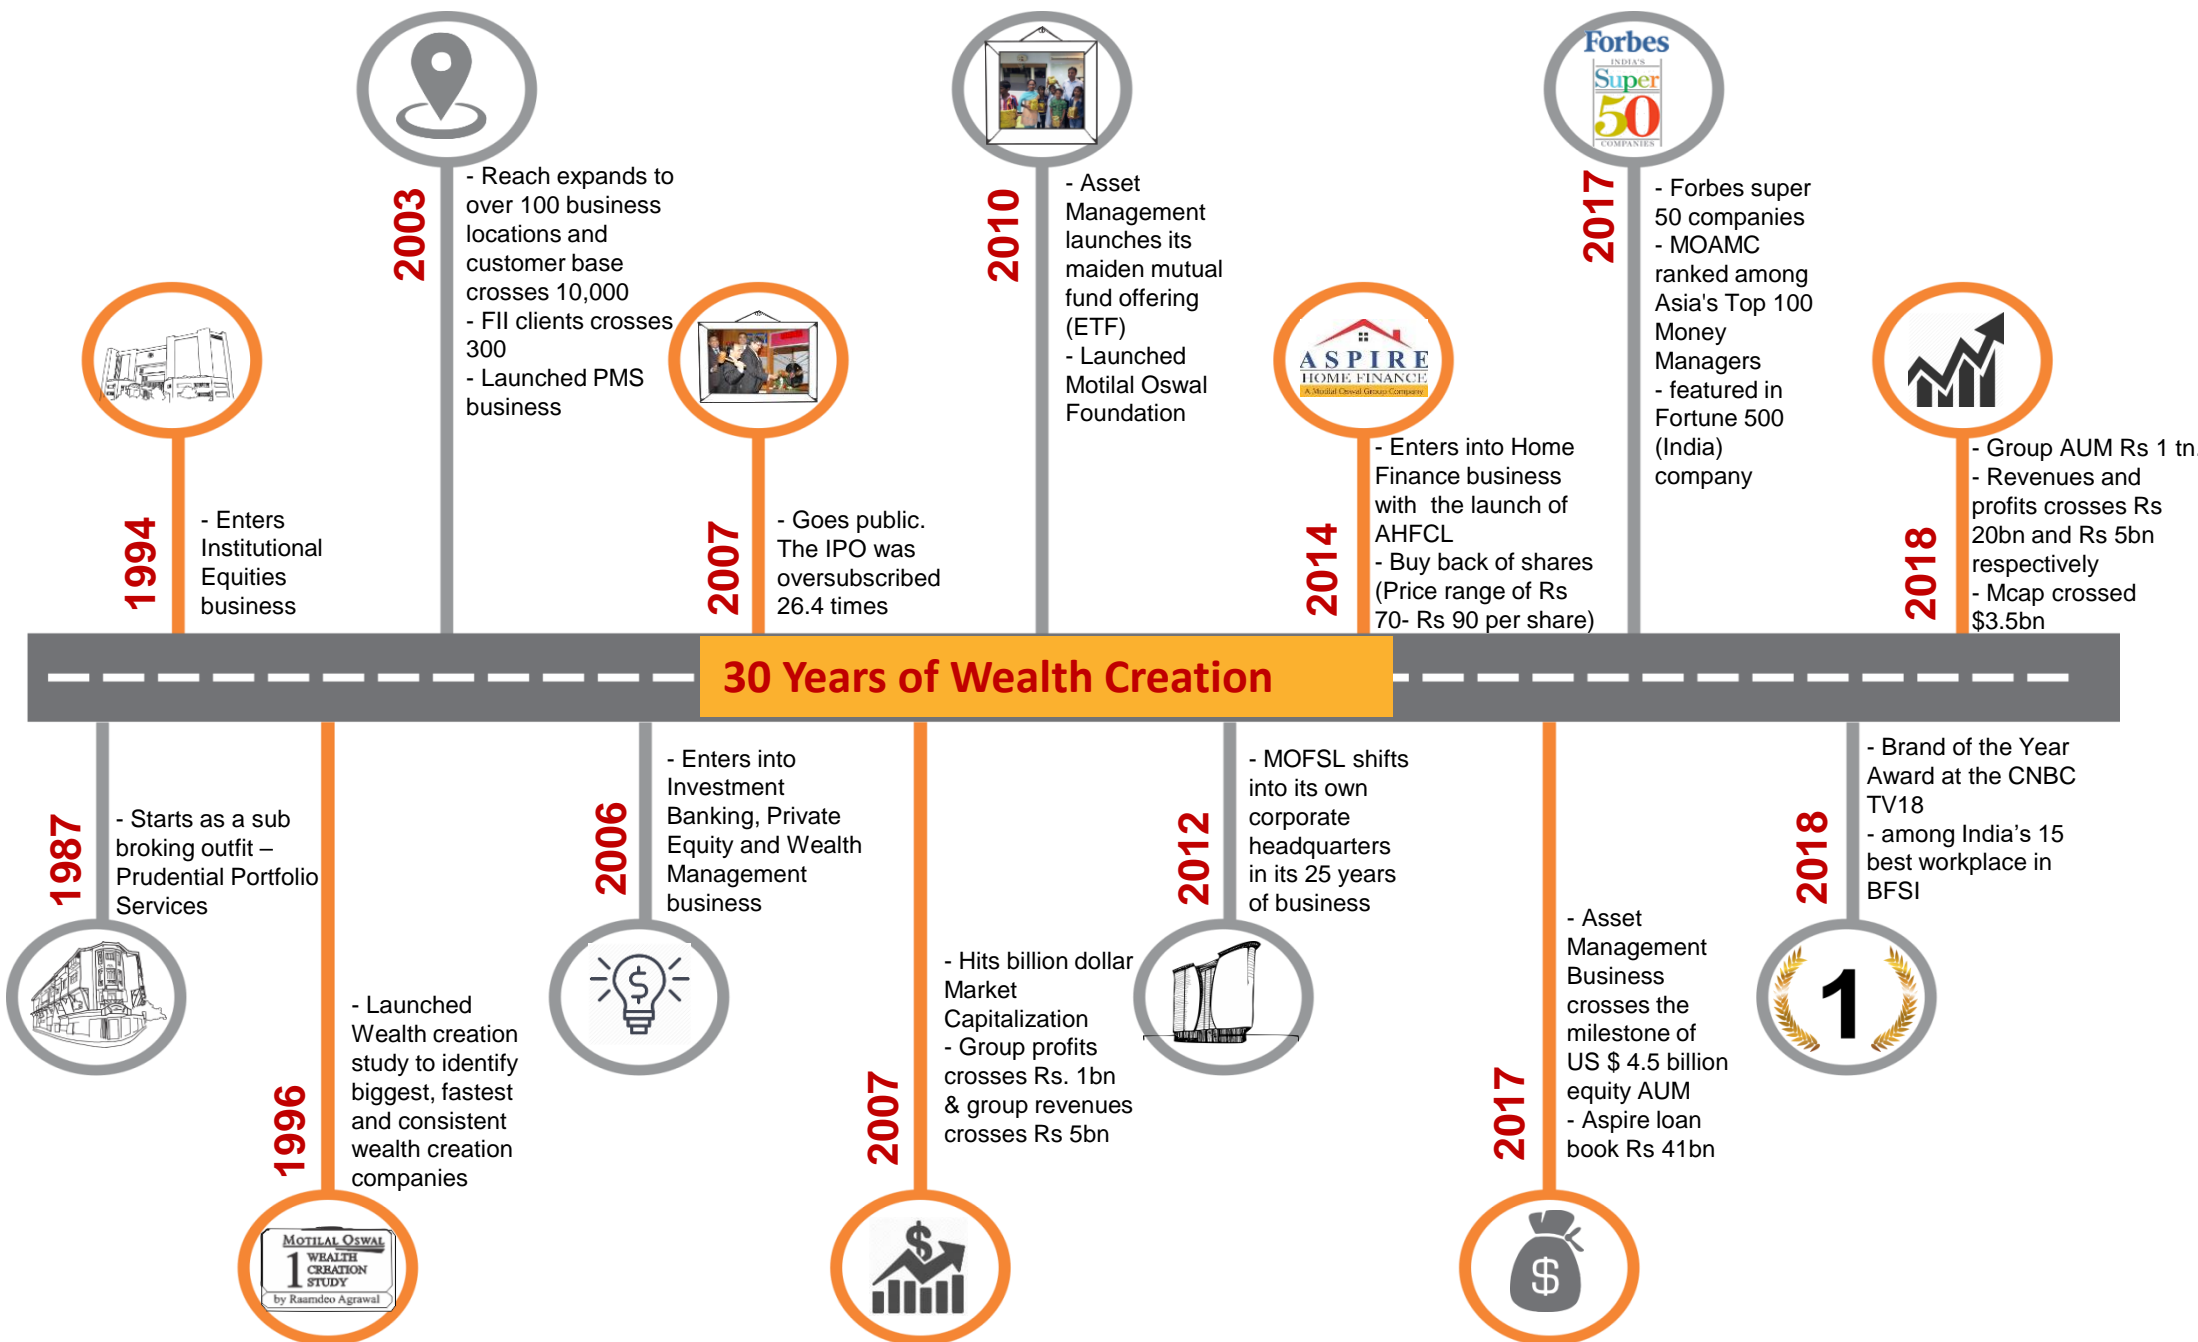 Forbes
INDIA'S
Super
50
COMPANIES
2003
- Reach expands to
over 100 business
locations and
customer base
crosses 10,000
- FII clients crosses
300
- Launched PMS
business
2010
- Asset
Management
launches its
maiden mutual
fund offering
(ETF)
- Launched
Motilal Oswal
Foundation
2017
- Forbes super
50 companies
- MOAMC
ranked among
Asia's Top 100
Money
Managers
- featured in
Fortune 500
(India)
company
1994
- Enters
Institutional
Equities
business
2007
- Goes public.
The IPO was
oversubscribed
26.4 times
ASPIRE
HOME FINANCE
A Motilal Oswal Group Company
2014
- Enters into Home
Finance business
with  the launch of
AHFCL
- Buy back of shares
(Price range of Rs
70- Rs 90 per share)
2018
- Group AUM Rs 1 tn.
- Revenues and
profits crosses Rs
20bn and Rs 5bn
respectively
- Mcap crossed
$3.5bn
30 Years of Wealth Creation
1987
- Starts as a sub
broking outfit –
Prudential Portfolio
Services
1996
- Launched
Wealth creation
study to identify
biggest, fastest
and consistent
wealth creation
companies
MOTILAL OSWAL
1 WEALTH
CREATION
STUDY
by Raamdeo Agrawal
2006
- Enters into
Investment
Banking, Private
Equity and Wealth
Management
business
$
2007
- Hits billion dollar
Market
Capitalization
- Group profits
crosses Rs. 1bn
& group revenues
crosses Rs 5bn
$
2012
- MOFSL shifts
into its own
corporate
headquarters
in its 25 years
of business
2017
- Asset
Management
Business
crosses the
milestone of
US $ 4.5 billion
equity AUM
- Aspire loan
book Rs 41bn
$
2018
- Brand of the Year
Award at the CNBC
TV18
- among India’s 15
best workplace in
BFSI
1